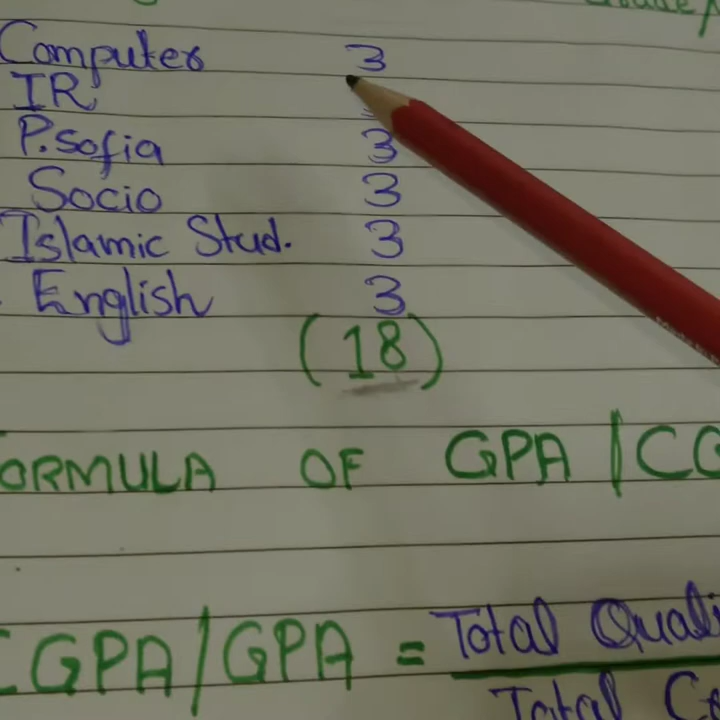 Computer 3
IR
P.sofia 3
Socio 3
Islamic Stud. 3
English 3
(18)
ORMULA OF GPA/CG
CGPA/GPA = Total Quali
Total C